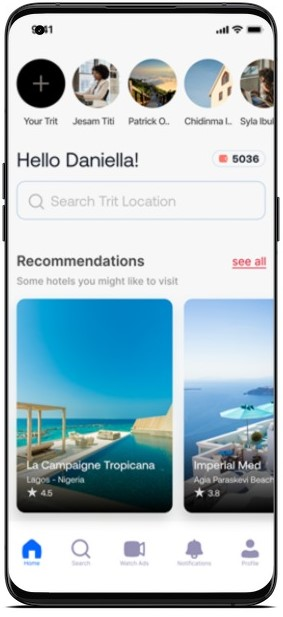 9:41
Your Trit
Jesam Titi
Patrick O..
Chidinma I..
Syla Ibul
Hello Daniella!
5036
Search Trit Location
Recommendations
see all
Some hotels you might like to visit
La Campaigne Tropicana
Lagos - Nigeria
4.5
Imperial Med
Agia Paraskevi Beach
3.8
Home
Search
Watch Ads
Notifications
Profile